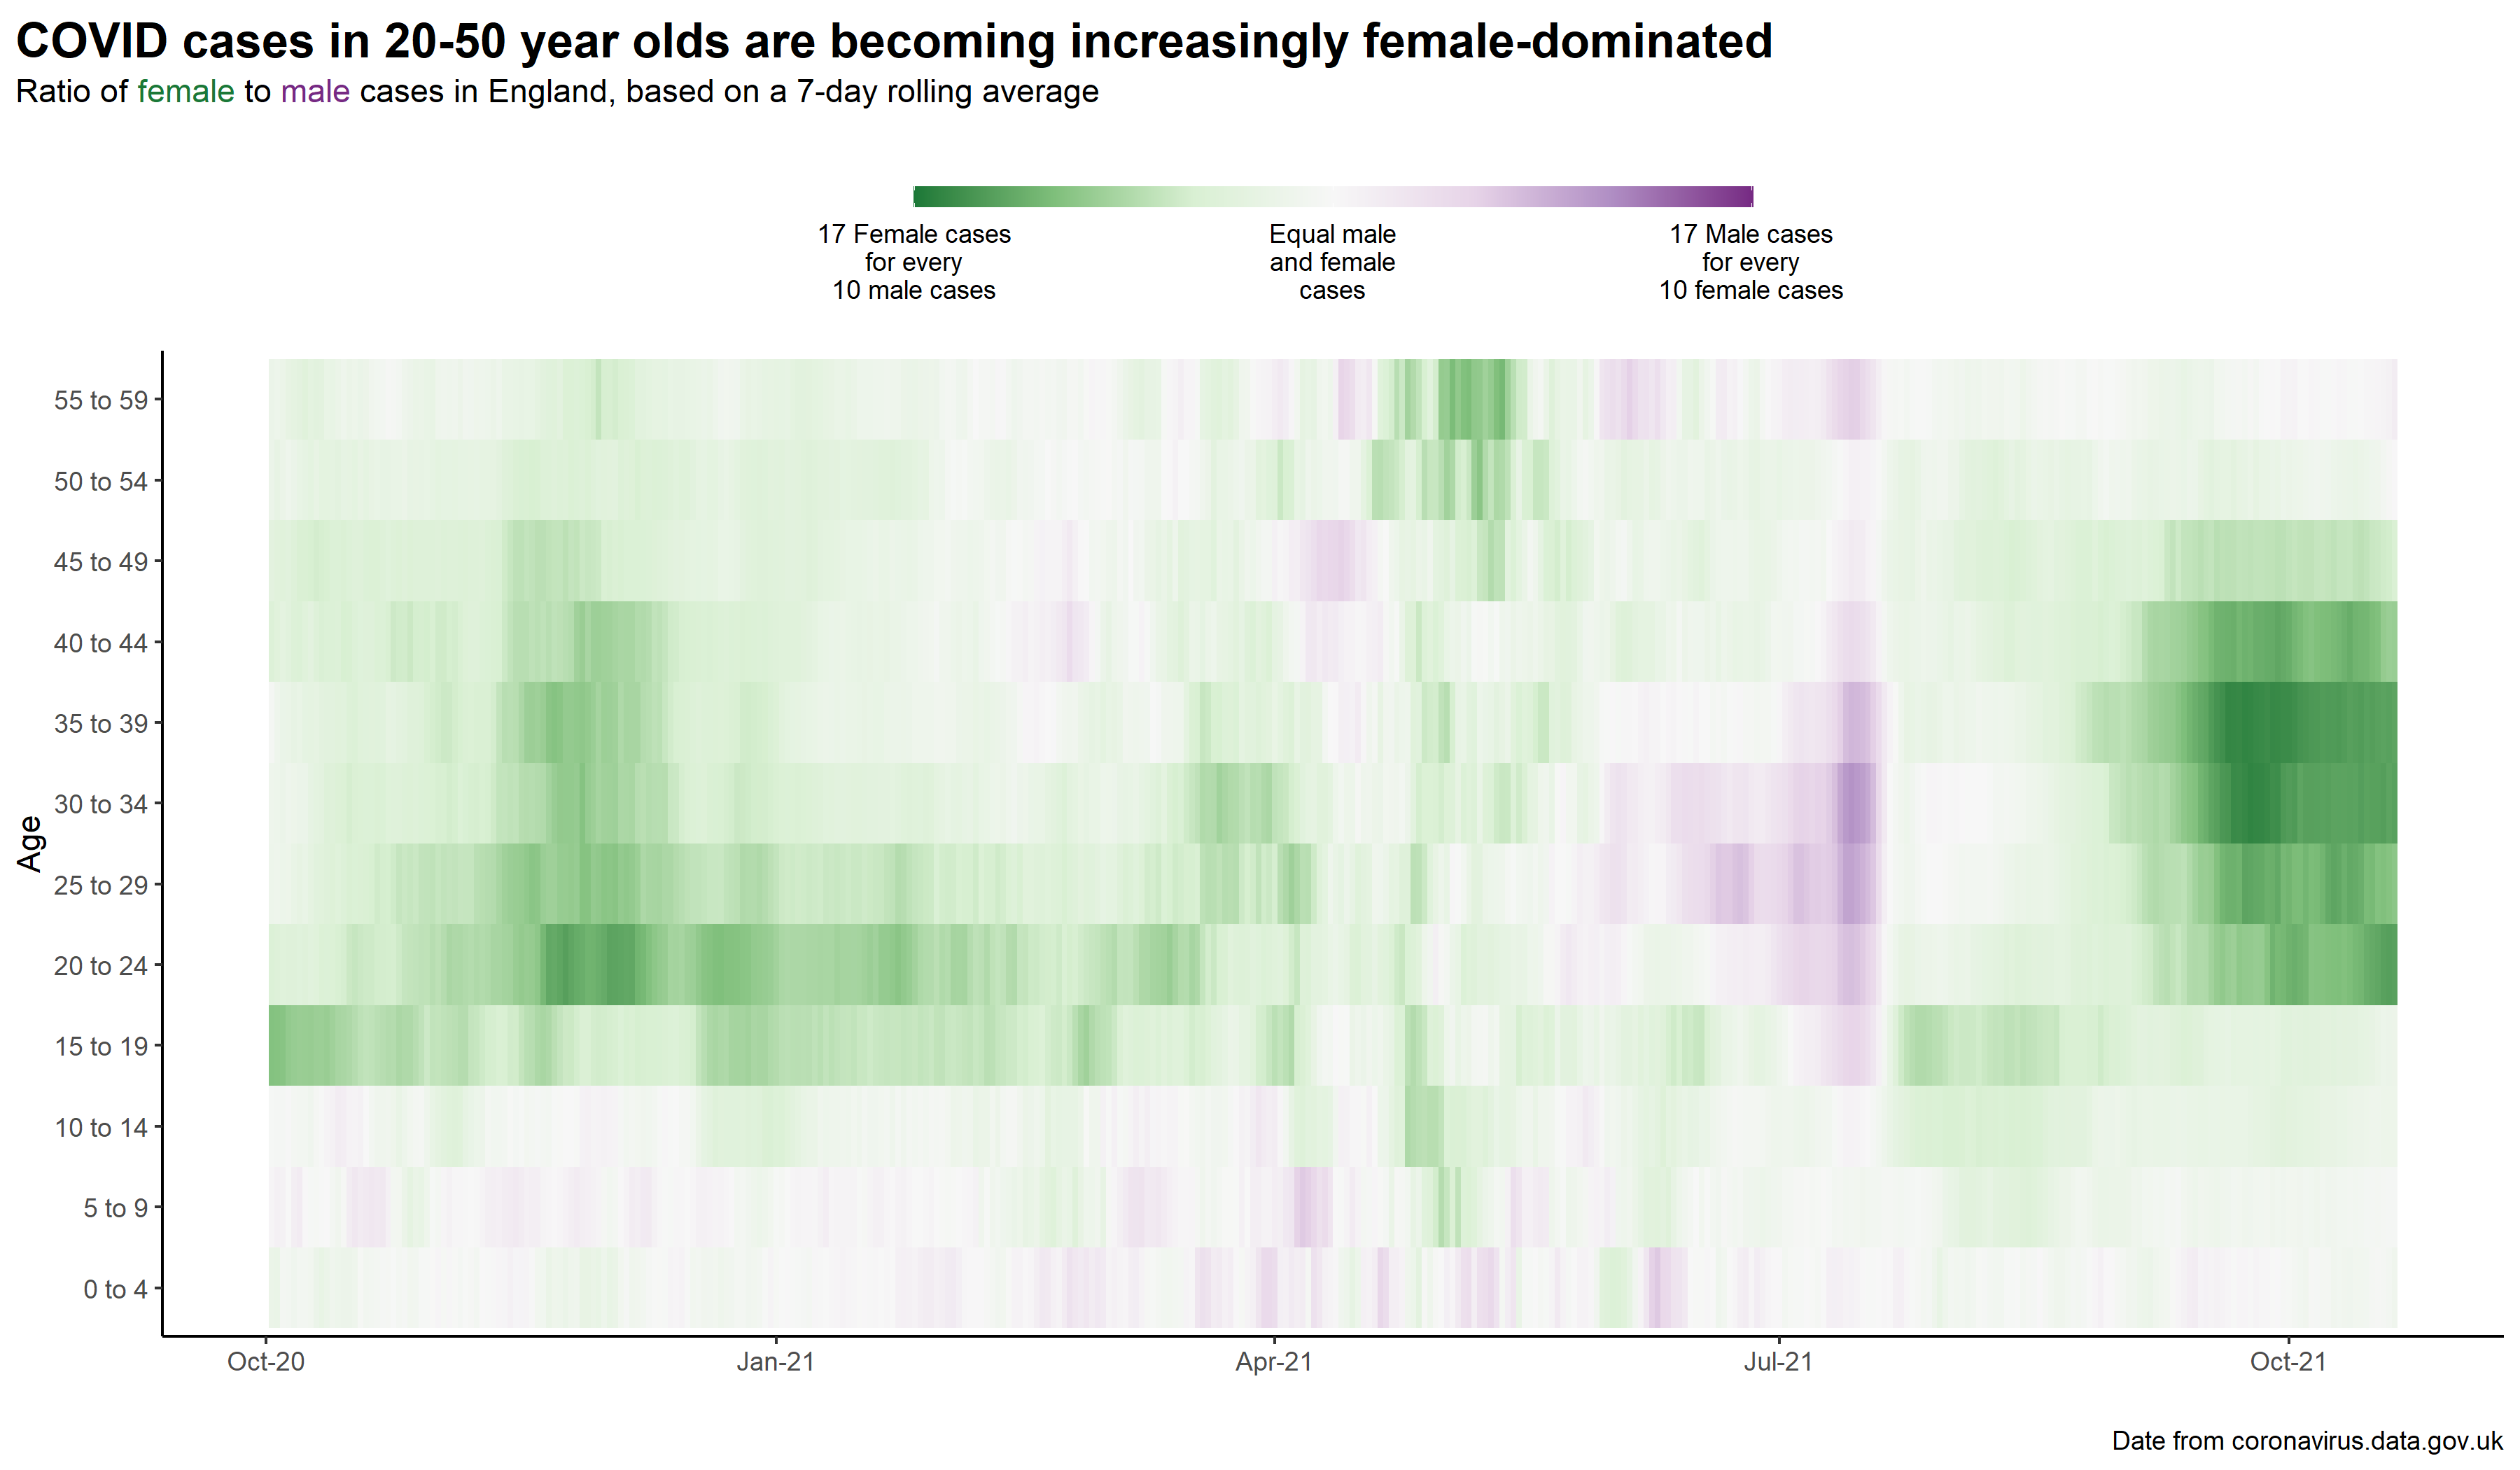 COVID cases in 20-50 year olds are becoming increasingly female-dominated
Ratio of female to male cases in England, based on a 7-day rolling average
17 Female cases
for every
10 male cases
Equal male
and female
cases
17 Male cases
for every
10 female cases
Age
55 to 59
50 to 54
45 to 49
40 to 44
35 to 39
30 to 34
25 to 29
20 to 24
15 to 19
10 to 14
5 to 9
0 to 4
Oct-20
Jan-21
Apr-21
Jul-21
Oct-21
Date from coronavirus.data.gov.uk